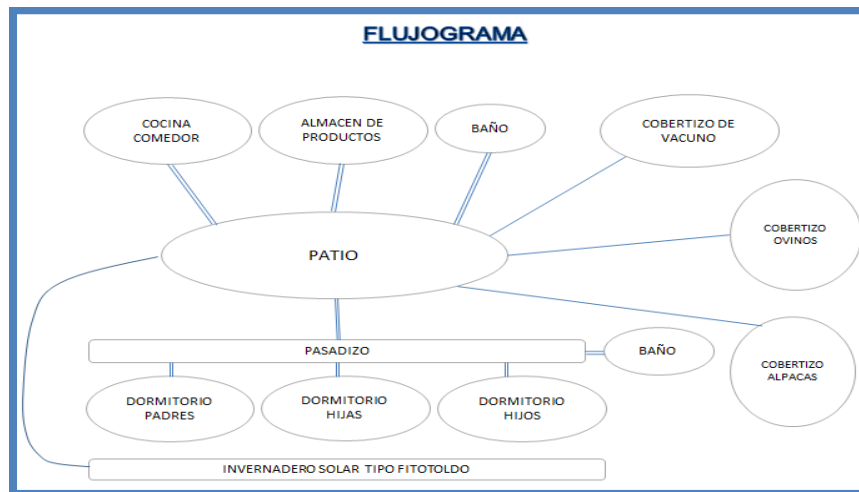 FLUJOGRAMA
COCINA
COMEDOR
ALMACEN DE
PRODUCTOS
BAÑO
COBERTIZO DE
VACUNO
COBERTIZO
OVINOS
PATIO
PASADIZO
BAÑO
COBERTIZO
ALPACAS
DORMITORIO
PADRES
DORMITORIO
HIJAS
DORMITORIO
HIJOS
INVERNADERO SOLAR TIPO FITOTOLDO